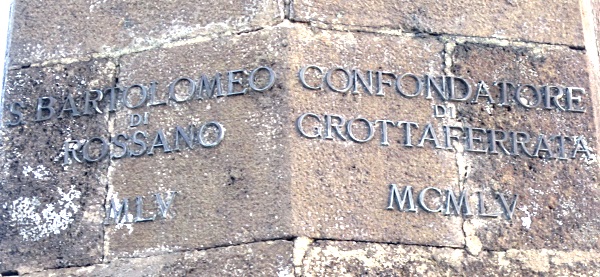 S. BARTOLOMEO
DI
ROSSANO
MLV
CONFONDATORE
DI
GROTTAFERRATA
MCMLV